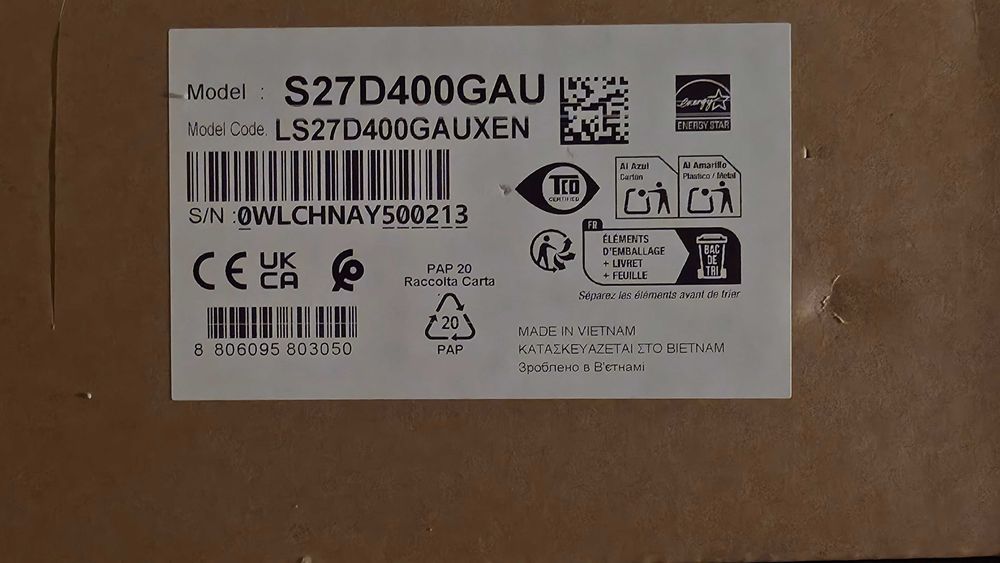 Model : S27D400GAU
Model Code. LS27D400GAUXEN
S/N :0WLCHNAY500213
energy
ENERGY STAR
TCO
CERTIFIED
Al Azul
Cartón
Al Amarillo
Plástico / Metal
FR
ÉLÉMENTS
D'EMBALLAGE
+ LIVRET
+ FEUILLE
BAC
DE
TRI
Séparez les éléments avant de trier
CE
UK
CA
PAP 20
Raccolta Carta
20
PAP
8 806095 803050
MADE IN VIETNAM
ΚΑΤΑΣΚΕΥΑΖΕΤΑΙ ΣΤΟ ΒΙΕΤΝΑΜ
Зроблено в В'єтнамі